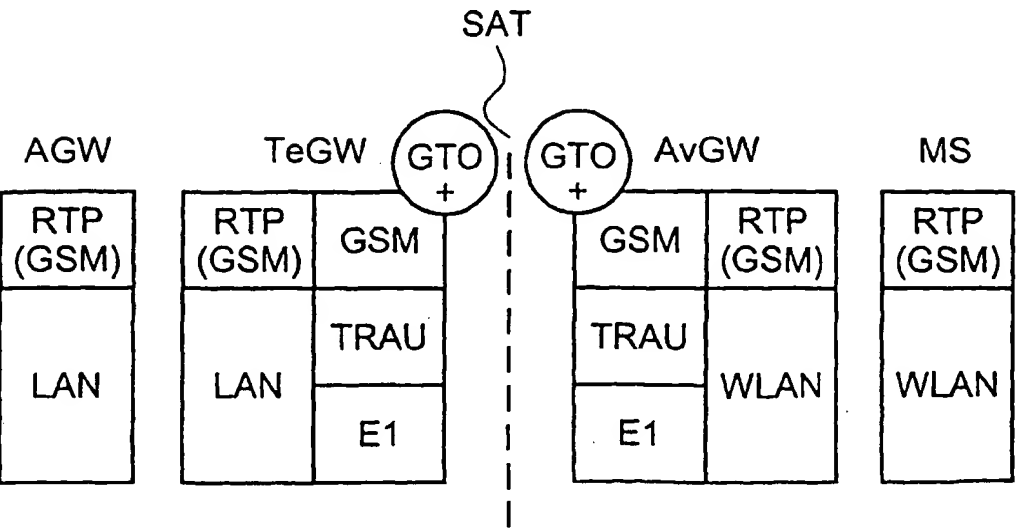 SAT
AGW
TeGW
GTO
+
GTO
+
AvGW
MS
RTP
(GSM)
LAN
RTP
(GSM)
LAN
GSM
TRAU
E1
GSM
TRAU
E1
RTP
(GSM)
WLAN
RTP
(GSM)
WLAN